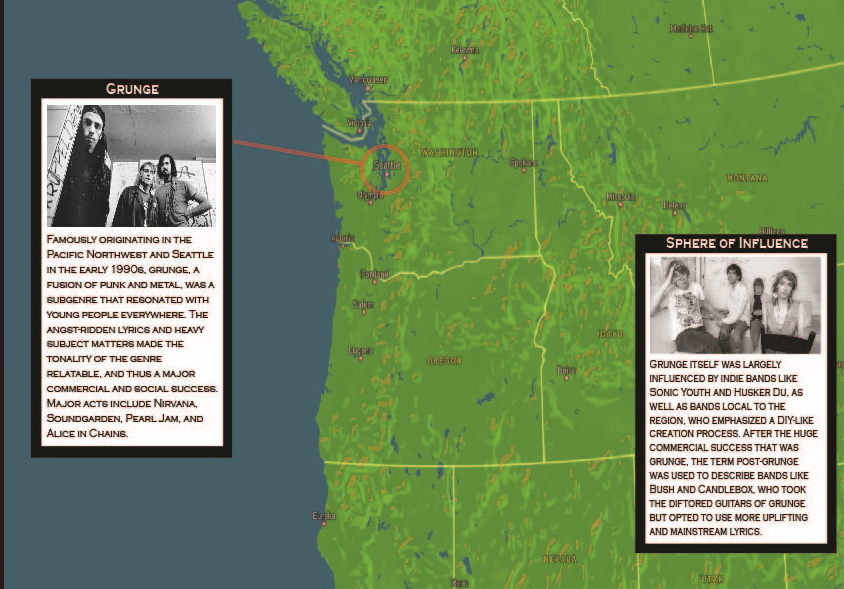 GRUNGE
FAMOUSLY ORIGINATING IN THE
PACIFIC NORTHWEST AND SEATTLE
IN THE EARLY 1990S, GRUNGE, A
FUSION OF PUNK AND METAL, WAS A
SUBGENRE THAT RESONATED WITH
YOUNG PEOPLE EVERYWHERE. THE
ANGST-RIDDEN LYRICS AND HEAVY
SUBJECT MATTERS MADE THE
TONALITY OF THE GENRE
RELATABLE, AND THUS A MAJOR
COMMERCIAL AND SOCIAL SUCCESS.
MAJOR ACTS INCLUDE NIRVANA,
SOUNDGARDEN, PEARL JAM, AND
ALICE IN CHAINS.
Medicine Hat
Kelowna
Vancouver
Victoria
Seattle
WASHINGTON
Spokane
Olympia
MONTANA
Missoula
Helena
Billings
Astoria
Portland
Salem
Eugene
OREGON
IDAHO
Boise
Eureka
NEVADA
Reno
UTAH
SPHERE OF INFLUENCE
GRUNGE ITSELF WAS LARGELY
INFLUENCED BY INDIE BANDS LIKE
SONIC YOUTH AND HUSKER DU, AS
WELL AS BANDS LOCAL TO THE
REGION, WHO EMPHASIZED A DIY-LIKE
CREATION PROCESS. AFTER THE HUGE
COMMERCIAL SUCCESS THAT WAS
GRUNGE, THE TERM POST-GRUNGE
WAS USED TO DESCRIBE BANDS LIKE
BUSH AND CANDLEBOX, WHO TOOK
THE DIFTORED GUITARS OF GRUNGE
BUT OPTED TO USE MORE UPLIFTING
AND MAINSTREAM LYRICS.